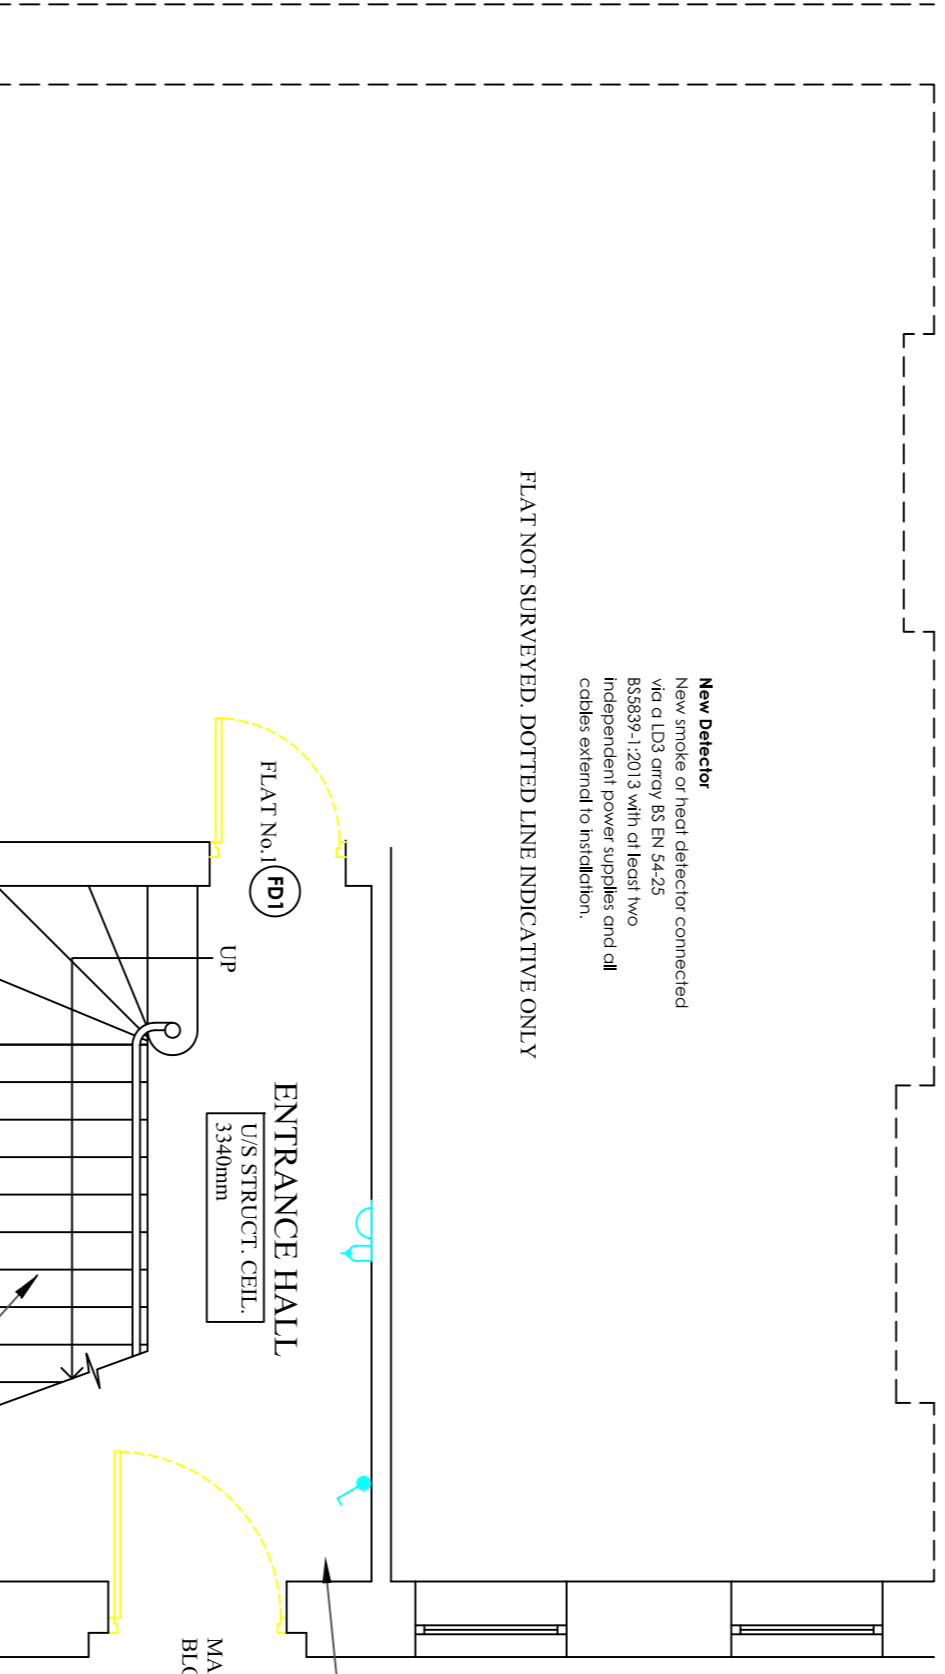 New Detector
New smoke or heat detector connected
via a LD3 array BS EN 54-25
BS5839-1:2013 with at least two
independent power supplies and all
cables external to installation.
FLAT NOT SURVEYED. DOTTED LINE INDICATIVE ONLY
FLAT No.1
FD1
UP
ENTRANCE HALL
U/S STRUCT. CEIL.
3340mm
MA
BLO